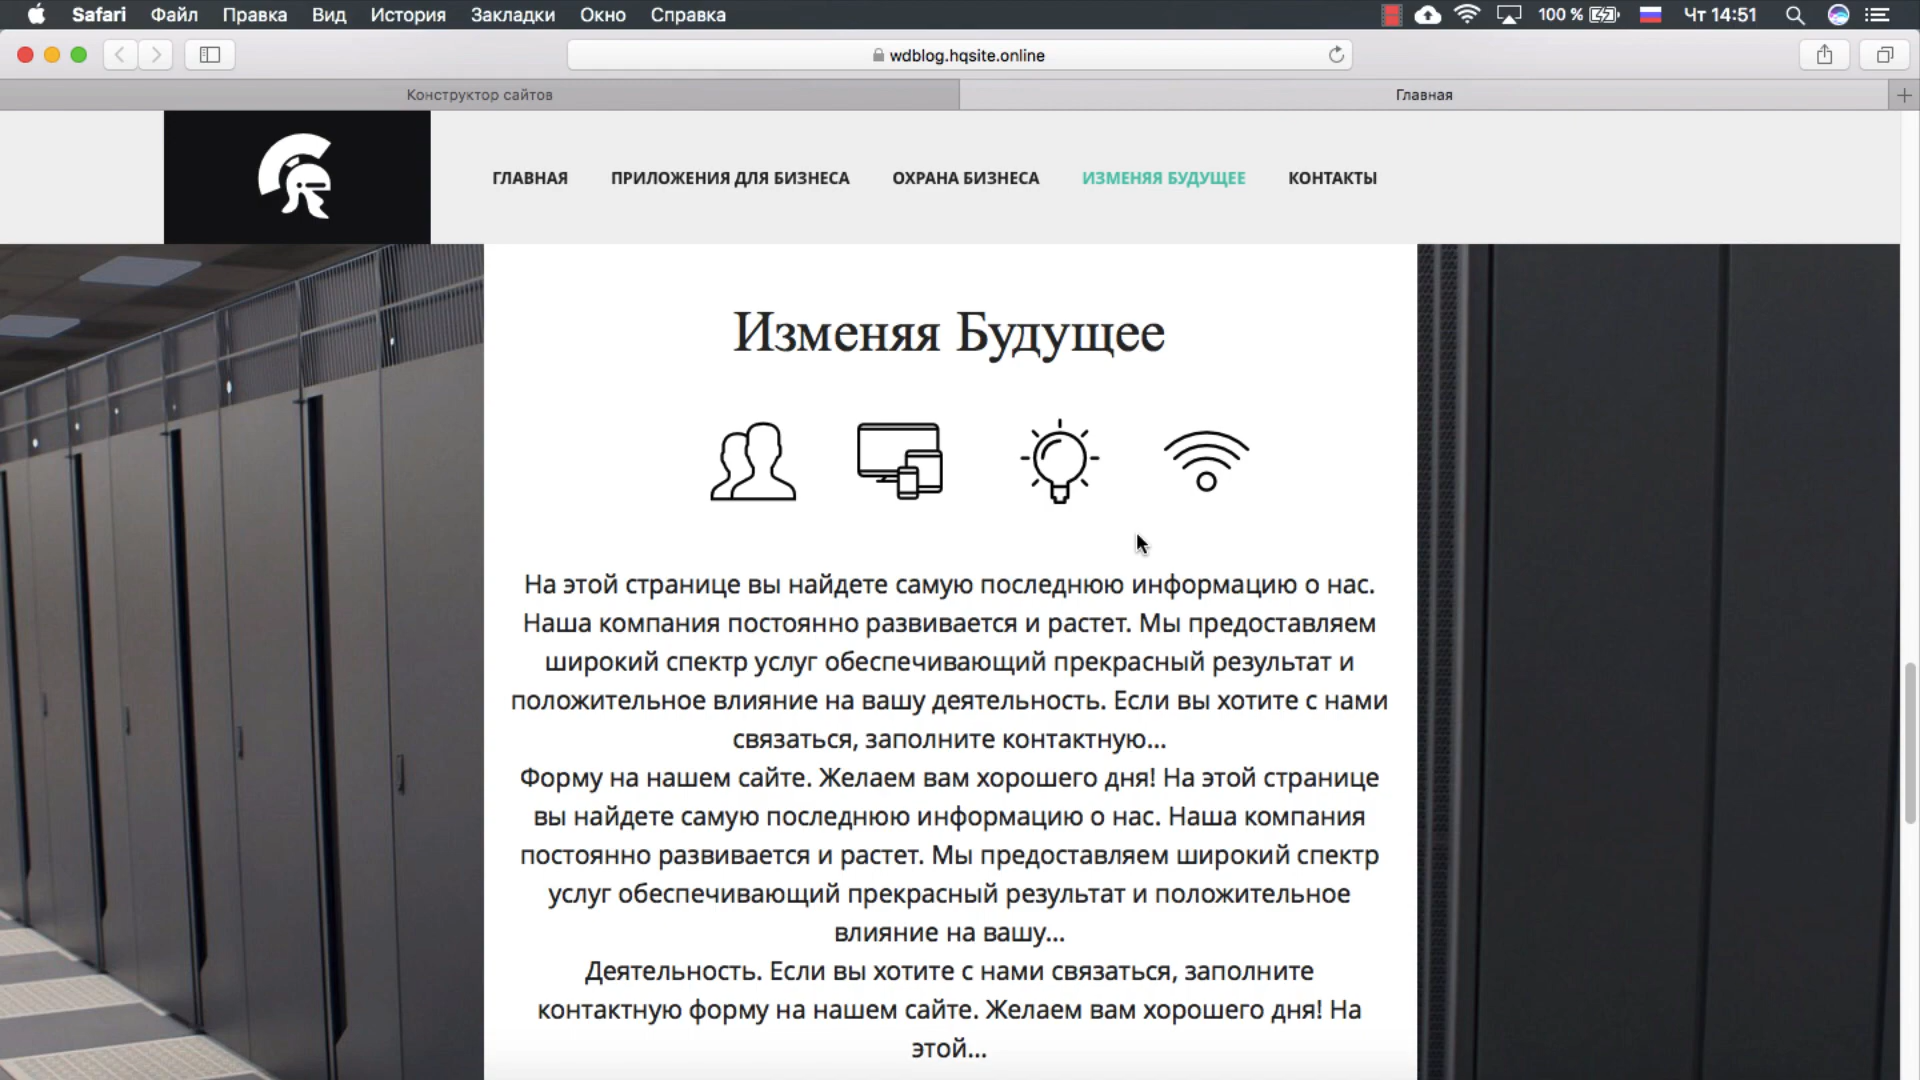 Safari Файл Правка Вид История Закладки Окно Справка 100 % Чт 14:51
wdblog.hqsite.online
Конструктор сайтов Главная
ГЛАВНАЯ ПРИЛОЖЕНИЯ ДЛЯ БИЗНЕСА ОХРАНА БИЗНЕСА ИЗМЕНЯЯ БУДУЩЕЕ КОНТАКТЫ
Изменяя Будущее
На этой странице вы найдете самую последнюю информацию о нас.
Наша компания постоянно развивается и растет. Мы предоставляем
широкий спектр услуг обеспечивающий прекрасный результат и
положительное влияние на вашу деятельность. Если вы хотите с нами
связаться, заполните контактную...
Форму на нашем сайте. Желаем вам хорошего дня! На этой странице
вы найдете самую последнюю информацию о нас. Наша компания
постоянно развивается и растет. Мы предоставляем широкий спектр
услуг обеспечивающий прекрасный результат и положительное
влияние на вашу...
Деятельность. Если вы хотите с нами связаться, заполните
контактную форму на нашем сайте. Желаем вам хорошего дня! На
этой...